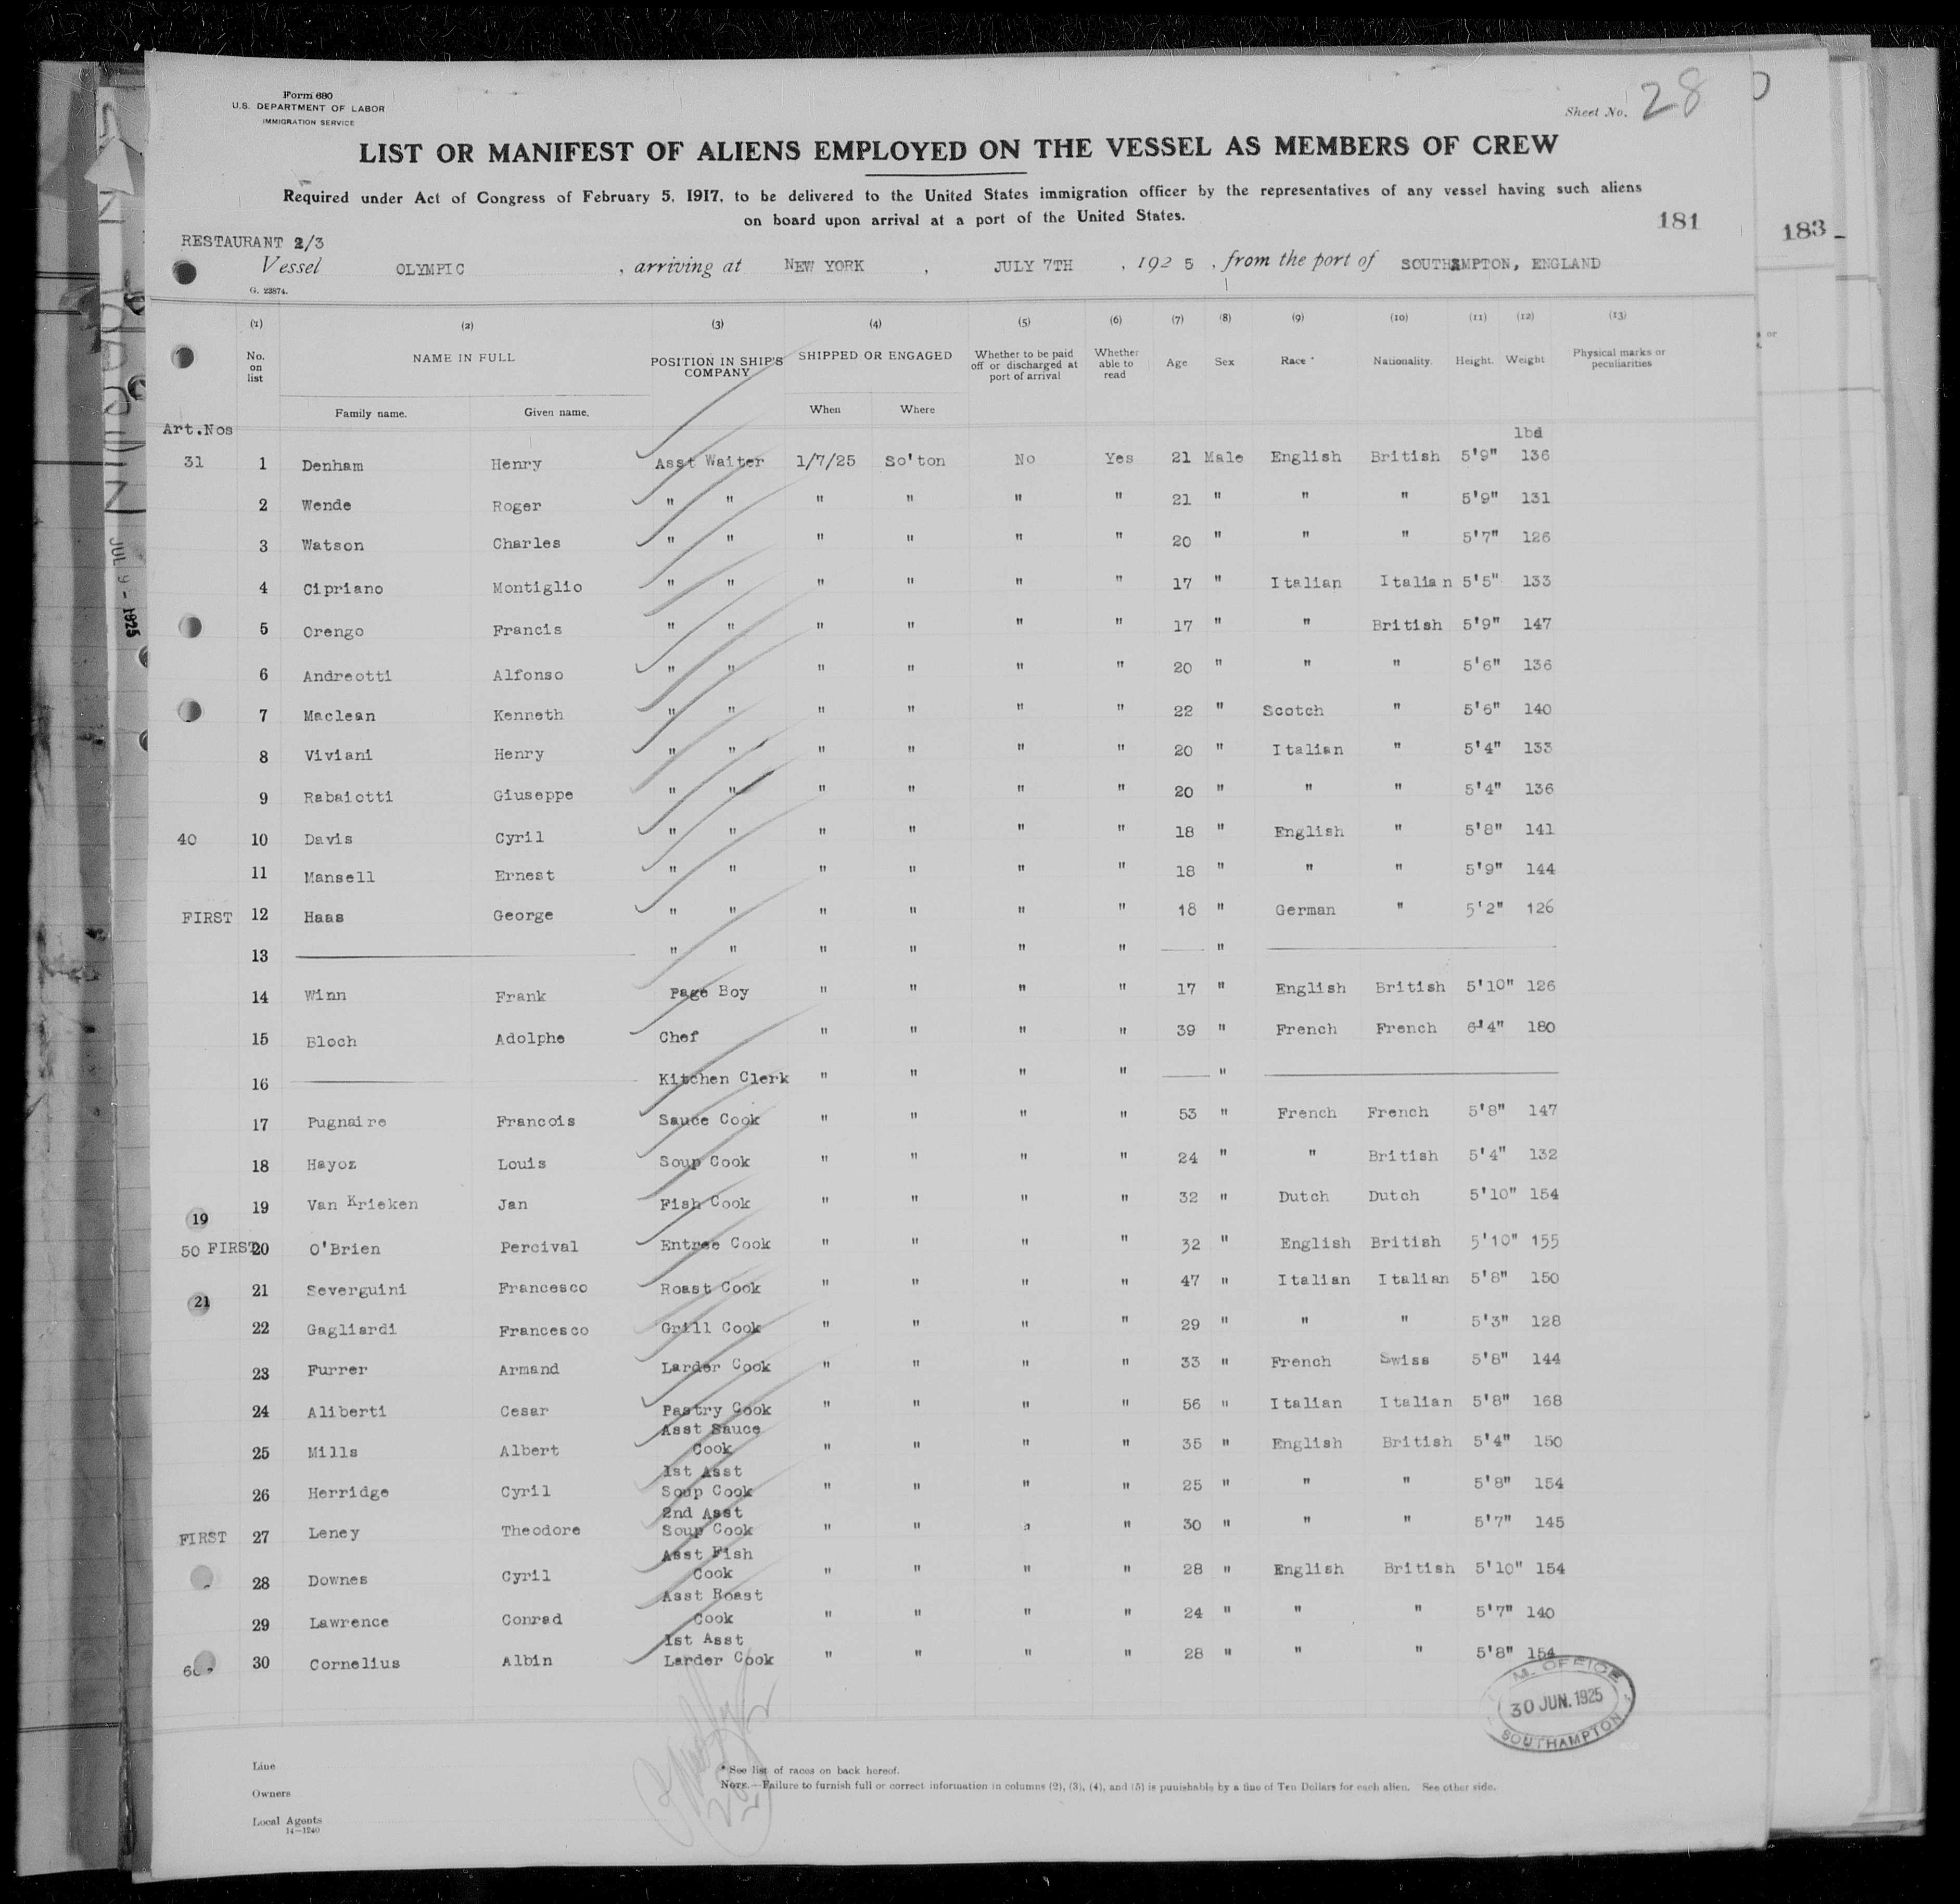 Form 680
U.S. DEPARTMENT OF LABOR
IMMIGRATION SERVICE
Sheet No. 28
LIST OR MANIFEST OF ALIENS EMPLOYED ON THE VESSEL AS MEMBERS OF CREW
Required under Act of Congress of February 5, 1917, to be delivered to the United States immigration officer by the representatives of any vessel having such aliens
on board upon arrival at a port of the United States.
181
183
RESTAURANT 2/3
Vessel OLYMPIC , arriving at NEW YORK , JULY 7TH , 1925 , from the port of SOUTHAMPTON, ENGLAND
G. 23874.
(1) (2) (3) (4) (5) (6) (7) (8) (9) (10) (11) (12) (13)
No. on list NAME IN FULL POSITION IN SHIP'S COMPANY SHIPPED OR ENGAGED Whether to be paid off or discharged at port of arrival Whether able to read Age Sex Race * Nationality. Height. Weight Physical marks or peculiarities
Family name. Given name. When Where
Art.Nos lbd
31 1 Denham Henry Asst Waiter 1/7/25 So'ton No Yes 21 Male English British 5'9" 136
2 Wende Roger " " " " " " 21 " " " 5'9" 131
3 Watson Charles " " " " " " 20 " " " 5'7" 126
4 Cipriano Montiglio " " " " " " 17 " Italian Italian 5'5" 133
5 Orengo Francis " " " " " " 17 " " British 5'9" 147
6 Andreotti Alfonso " " " " " " 20 " " " 5'6" 136
7 Maclean Kenneth " " " " " " 22 " Scotch " 5'6" 140
8 Viviani Henry " " " " " " 20 " Italian " 5'4" 133
9 Rabaiotti Giuseppe " " " " " " 20 " " " 5'4" 136
40 10 Davis Cyril " " " " " " 18 " English " 5'8" 141
11 Mansell Ernest " " " " " " 18 " " " 5'9" 144
FIRST 12 Haas George " " " " " " 18 " German " 5'2" 126
13 " " " " " " "
14 Winn Frank Page Boy " " " " 17 " English British 5'10" 126
15 Bloch Adolphe Chef " " " " 39 " French French 6'4" 180
16 Kitchen Clerk " " " " "
17 Pugnaire Francois Sauce Cook " " " " 53 " French French 5'8" 147
18 Hayoz Louis Soup Cook " " " " 24 " " British 5'4" 132
19 19 Van Krieken Jan Fish Cook " " " " 32 " Dutch Dutch 5'10" 154
50 FIRST 20 O'Brien Percival Entree Cook " " " " 32 " English British 5'10" 155
21 21 Severguini Francesco Roast Cook " " " " 47 " Italian Italian 5'8" 150
22 Gagliardi Francesco Grill Cook " " " " 29 " " " 5'3" 128
23 Furrer Armand Larder Cook " " " " 33 " French Swiss 5'8" 144
24 Aliberti Cesar Pastry Cook " " " " 56 " Italian Italian 5'8" 168
25 Mills Albert Asst Sauce Cook " " " " 35 " English British 5'4" 150
26 Herridge Cyril 1st Asst Soup Cook " " " " 25 " " " 5'8" 154
FIRST 27 Leney Theodore 2nd Asst Soup Cook " " " " 30 " " " 5'7" 145
28 Downes Cyril Asst Fish Cook " " " " 28 " English British 5'10" 154
29 Lawrence Conrad Asst Roast Cook " " " " 24 " " " 5'7" 140
30 Cornelius Albin 1st Asst Larder Cook " " " " 28 " " " 5'8" 154
M. OFFICE
30 JUN. 1925
SOUTHAMPTON
Line
Owners
Local Agents
14—1240
* See list of races on back hereof.
NOTE.—Failure to furnish full or correct information in columns (2), (3), (4), and (5) is punishable by a fine of Ten Dollars for each alien. See other side.
JUL 9 - 1925